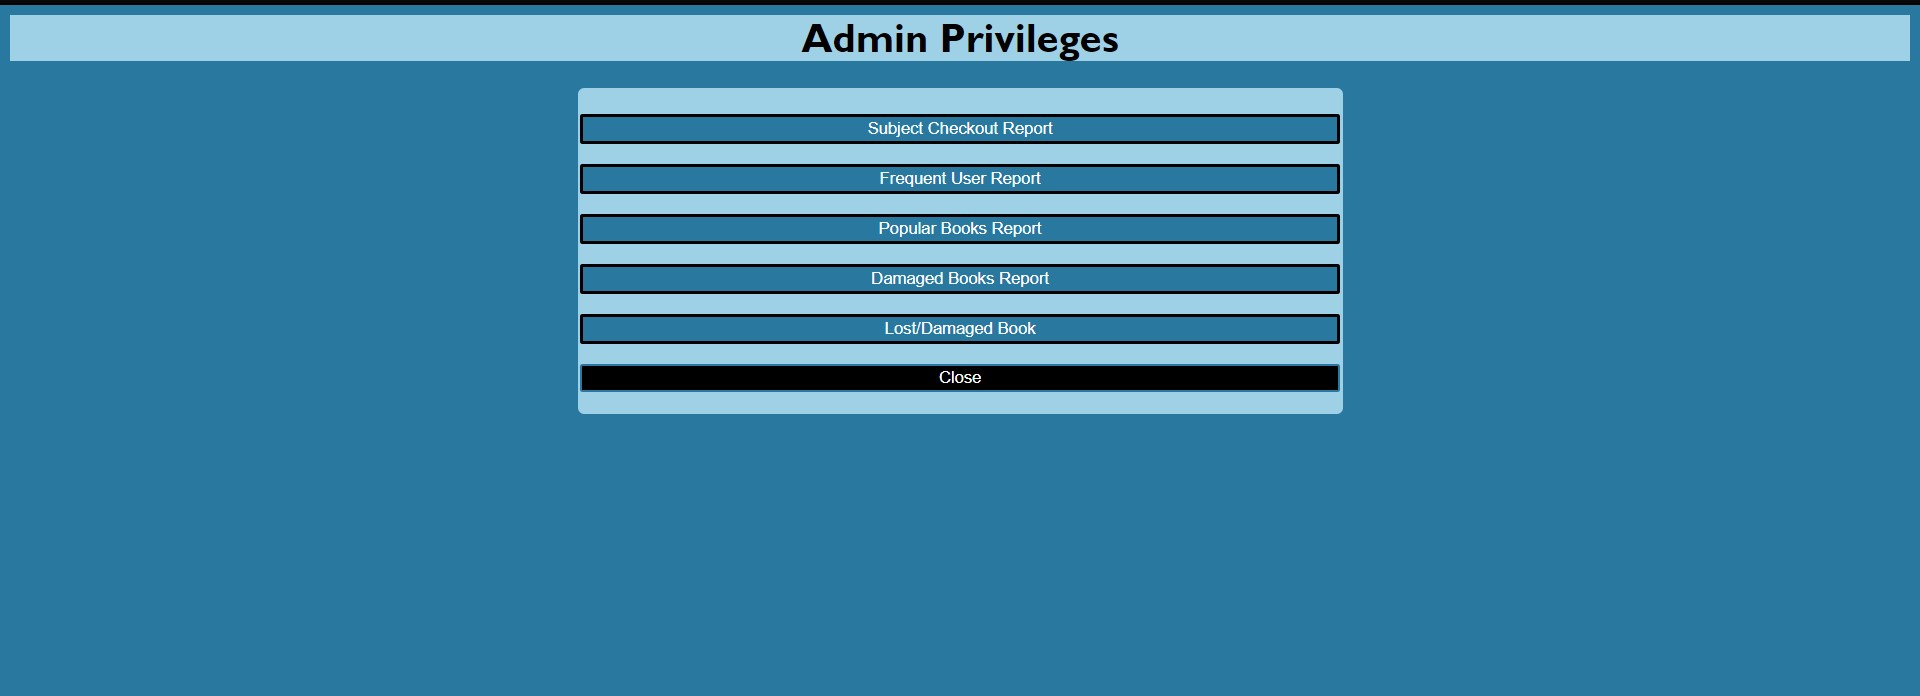 Admin Privileges
Subject Checkout Report
Frequent User Report
Popular Books Report
Damaged Books Report
Lost/Damaged Book
Close